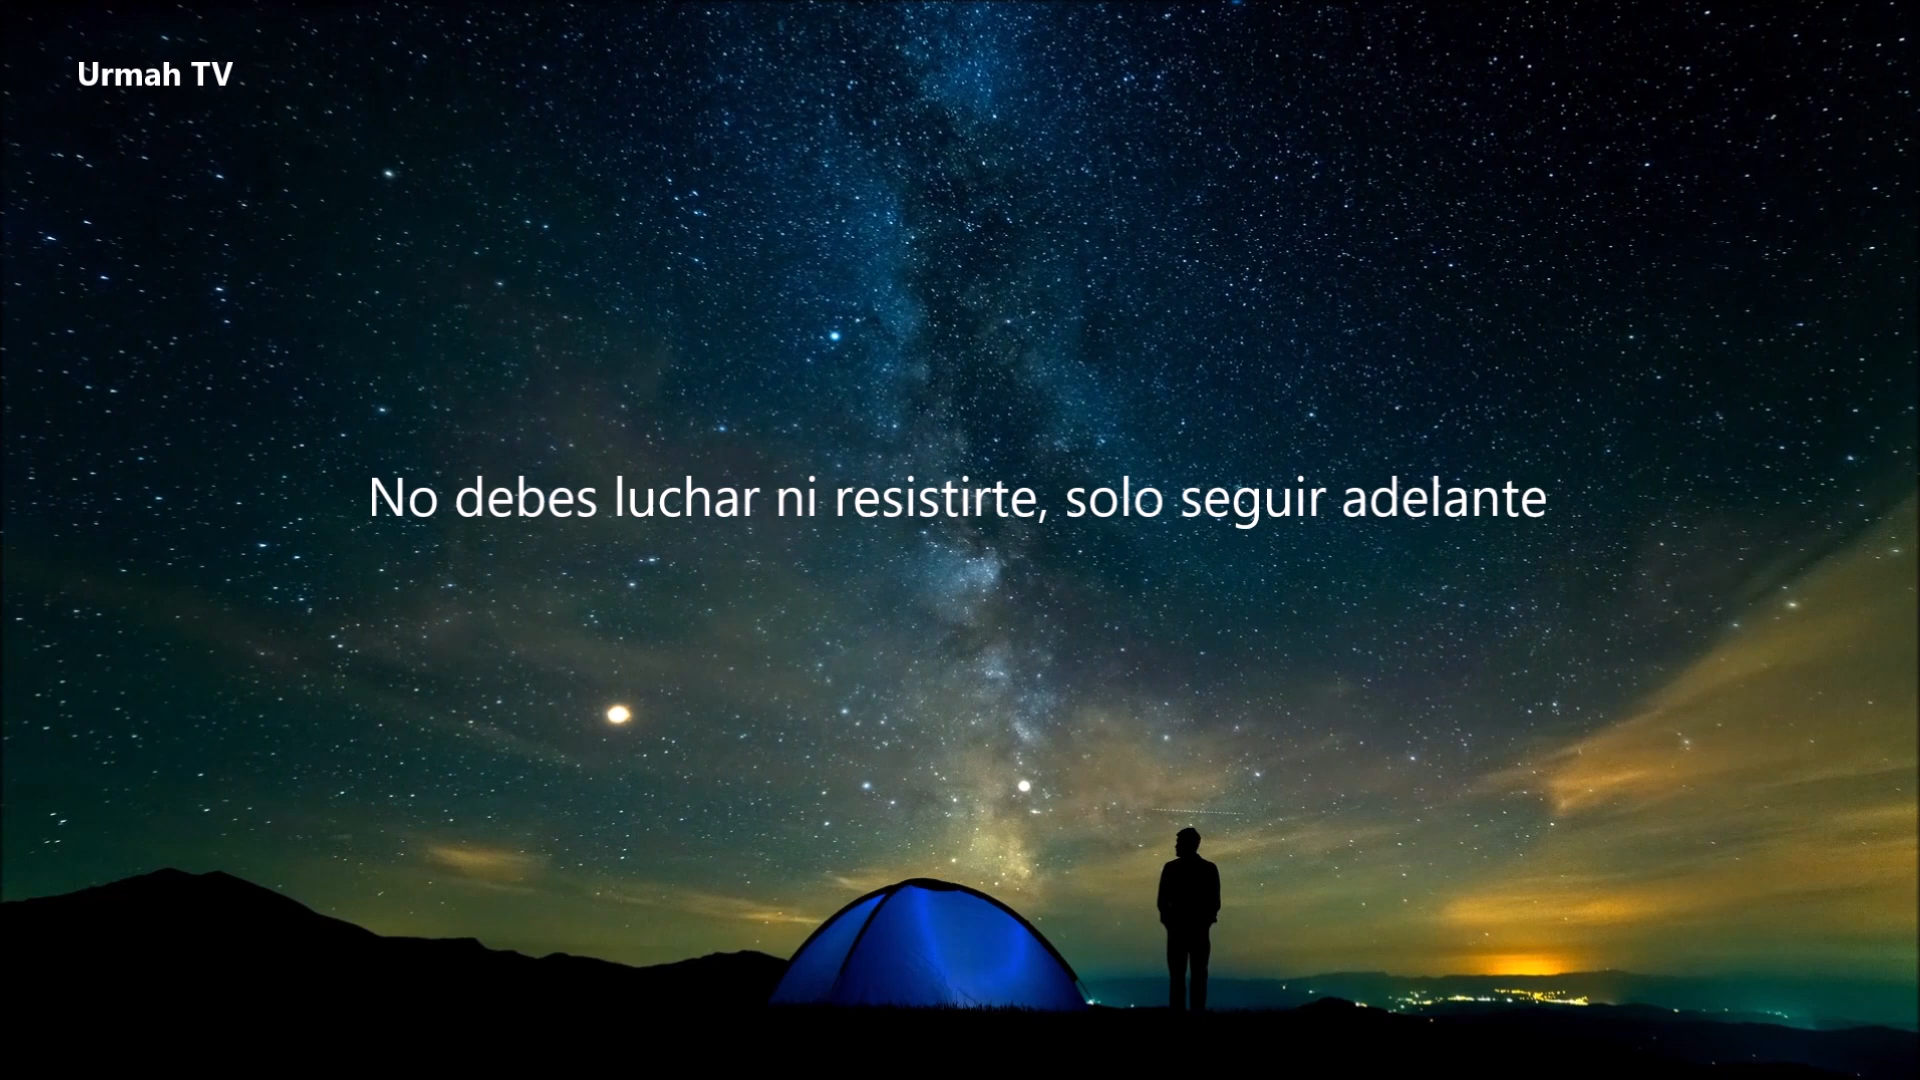 Urmah TV
No debes luchar ni resistirte, solo seguir adelante